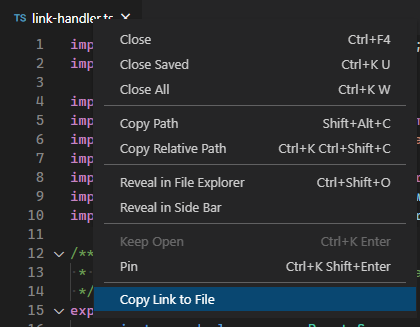 TS link-handler.ts
1 imp
2 imp
3
4 imp
5 imp
6 imp
7 imp
8 imp
9 imp
10 imp
11
12 /**
13 *
14 */
15 exp
16
Close Ctrl+F4
Close Saved Ctrl+K U
Close All Ctrl+K W
Copy Path Shift+Alt+C
Copy Relative Path Ctrl+K Ctrl+Shift+C
Reveal in File Explorer Ctrl+Shift+O
Reveal in Side Bar
Keep Open Ctrl+K Enter
Pin Ctrl+K Shift+Enter
Copy Link to File